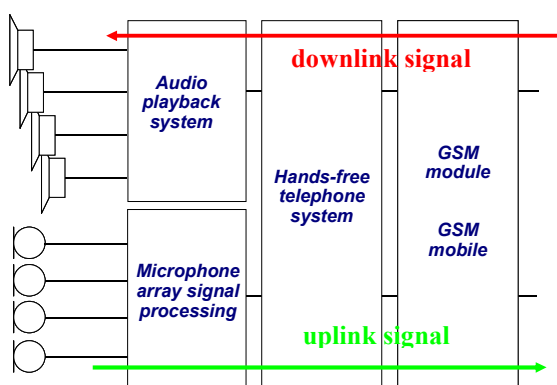 downlink signal
Audio
playback
system
Hands-free
telephone
system
GSM
module
GSM
mobile
Microphone
array signal
processing
uplink signal